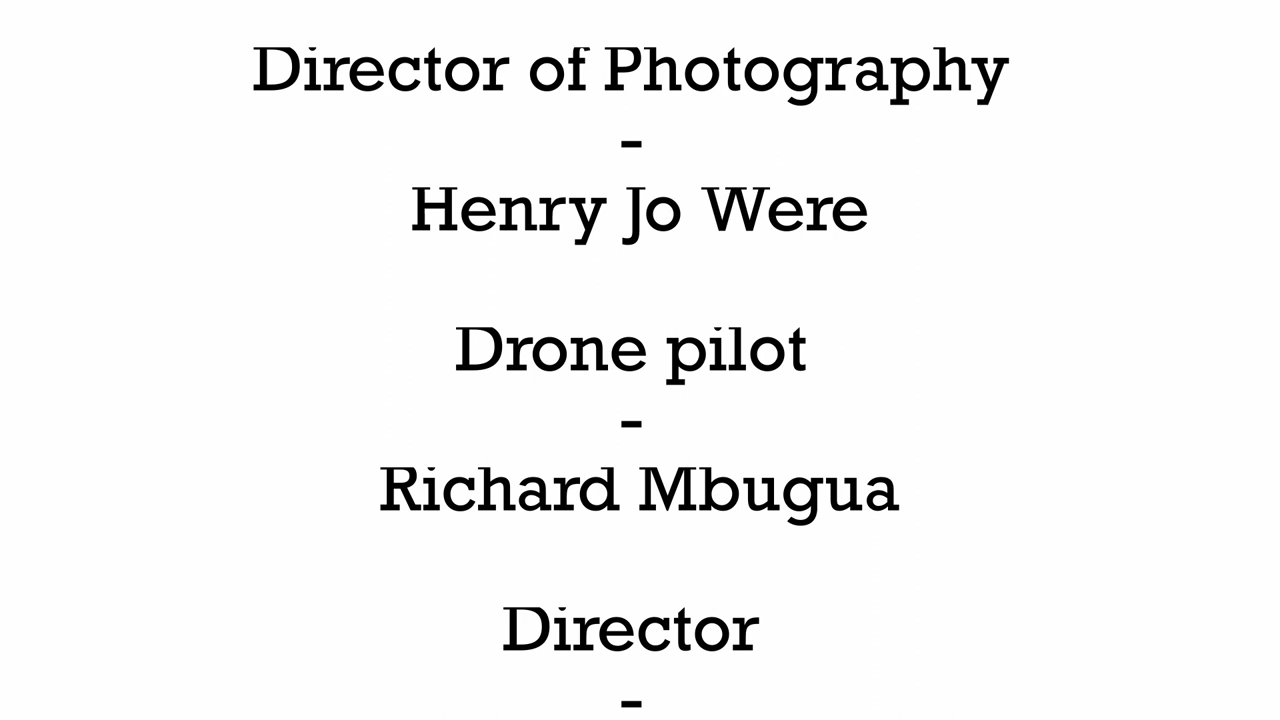 Director of Photography
-
Henry Jo Were
Drone pilot
-
Richard Mbugua
Director
-